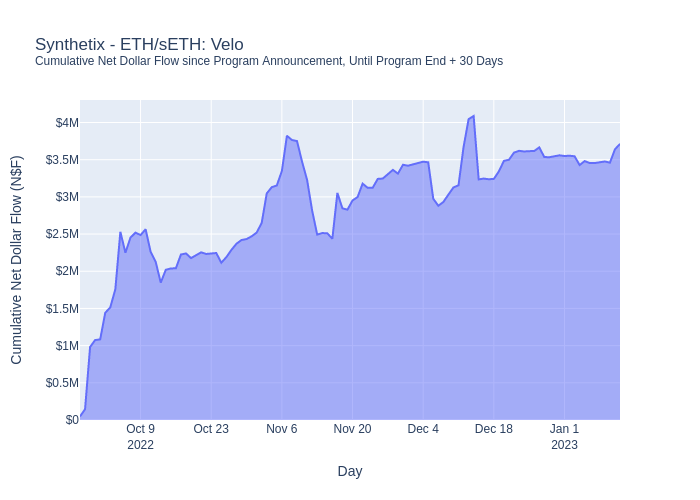 Synthetix - ETH/sETH: Velo
Cumulative Net Dollar Flow since Program Announcement, Until Program End + 30 Days
Cumulative Net Dollar Flow (N$F)
$4M
$3.5M
$3M
$2.5M
$2M
$1.5M
$1M
$0.5M
$0
Oct 9 Oct 23 Nov 6 Nov 20 Dec 4 Dec 18 Jan 1
2022 2023
Day